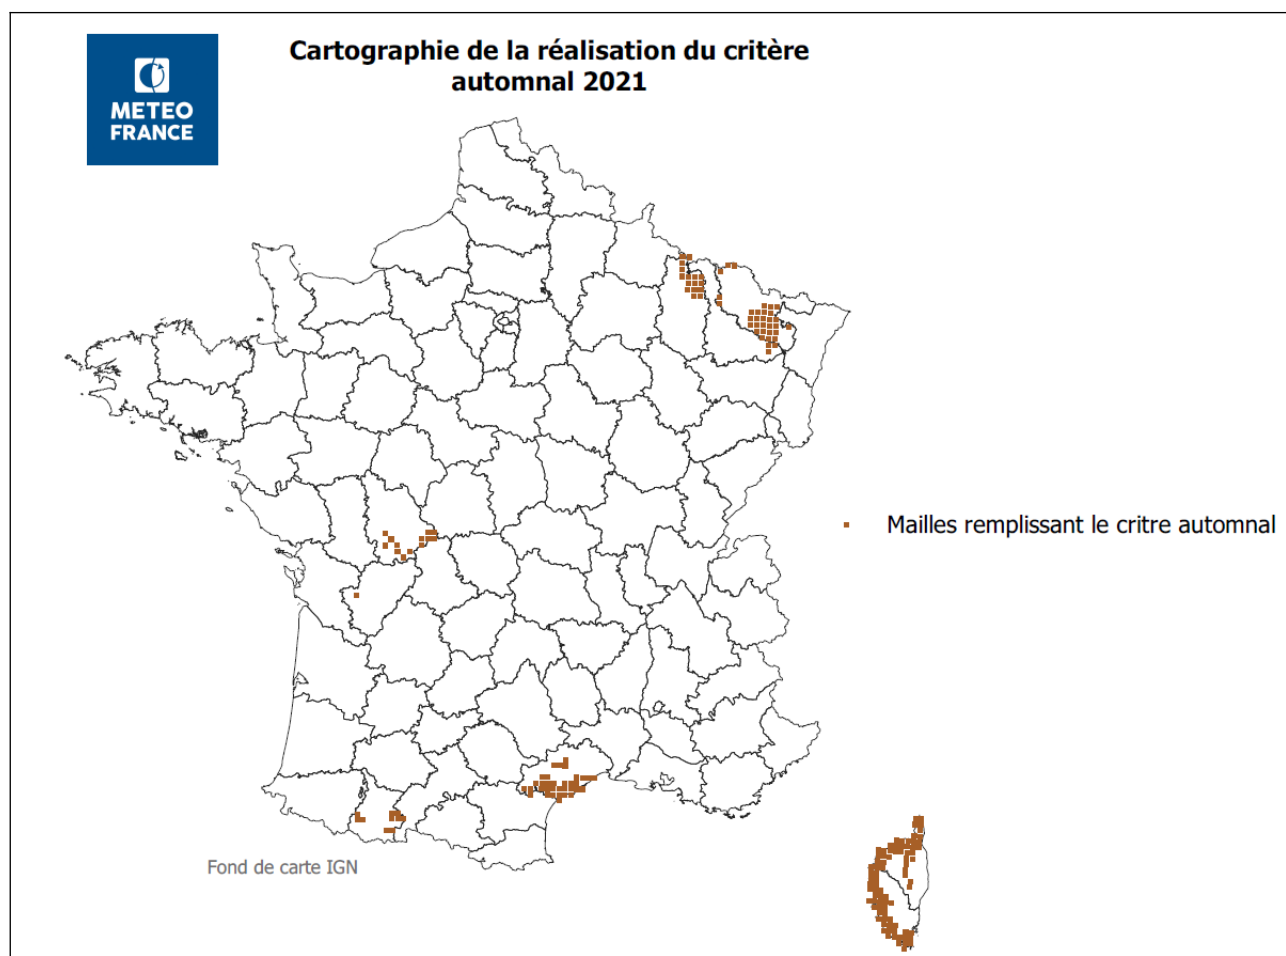 Cartographie de la réalisation du critère
automnal 2021
METEO
FRANCE
Mailles remplissant le critre automnal
Fond de carte IGN